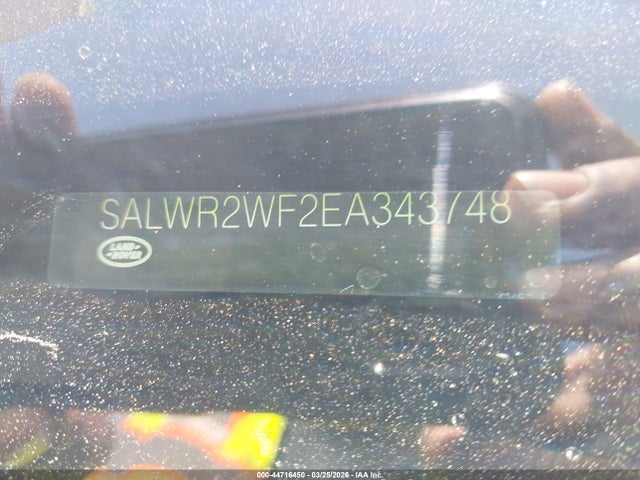 SALWR2WF2EA343748
LAND
ROVER
000-44716450 - 03/25/2026 - IAA Inc.